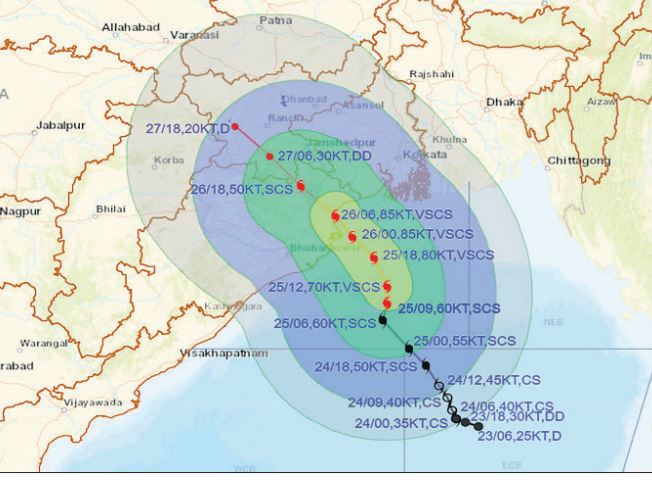 Patna
Allahabad
Varanasi
Rajshahi
A
Dhanbad
Asansol
Dhaka
Im
Aizaw
Ranchi
27/18,20KT,D
Jabalpur
Jamshedpur
Khulna
Korba
27/06,30KT,DD
Kolkata
Chittagong
26/18,50KT,SCS
Nagpur
Bhilai
26/06,85KT,VSCS
26/00,85KT,VSCS
Bhubaneswar
25/18,80KT,VSCS
25/12,70KT,VSCS
25/09,60KT,SCS
25/06,60KT,SCS
NEB
Warangal
25/00,55KT,SCS
Visakhapatnam
rabad
24/18,50KT,SCS
24/12,45KT,CS
Vijayawada
24/09,40KT,CS
24/06,40KT,CS
23/18,30KT,DD
24/00,35KT,CS
23/06,25KT,D
WCB
ECB